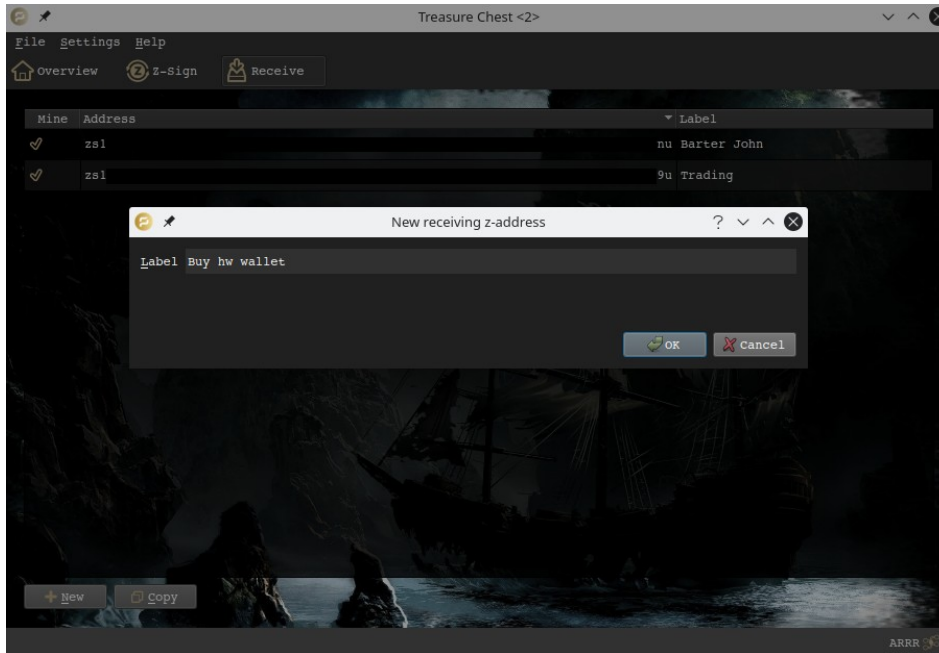 Treasure Chest <2>
File Settings Help
Overview Z-Sign Receive
Mine Address Label
zs1 nu Barter John
zs1 9u Trading
New receiving z-address ?
Label Buy hw wallet
OK Cancel
New Copy
ARRR